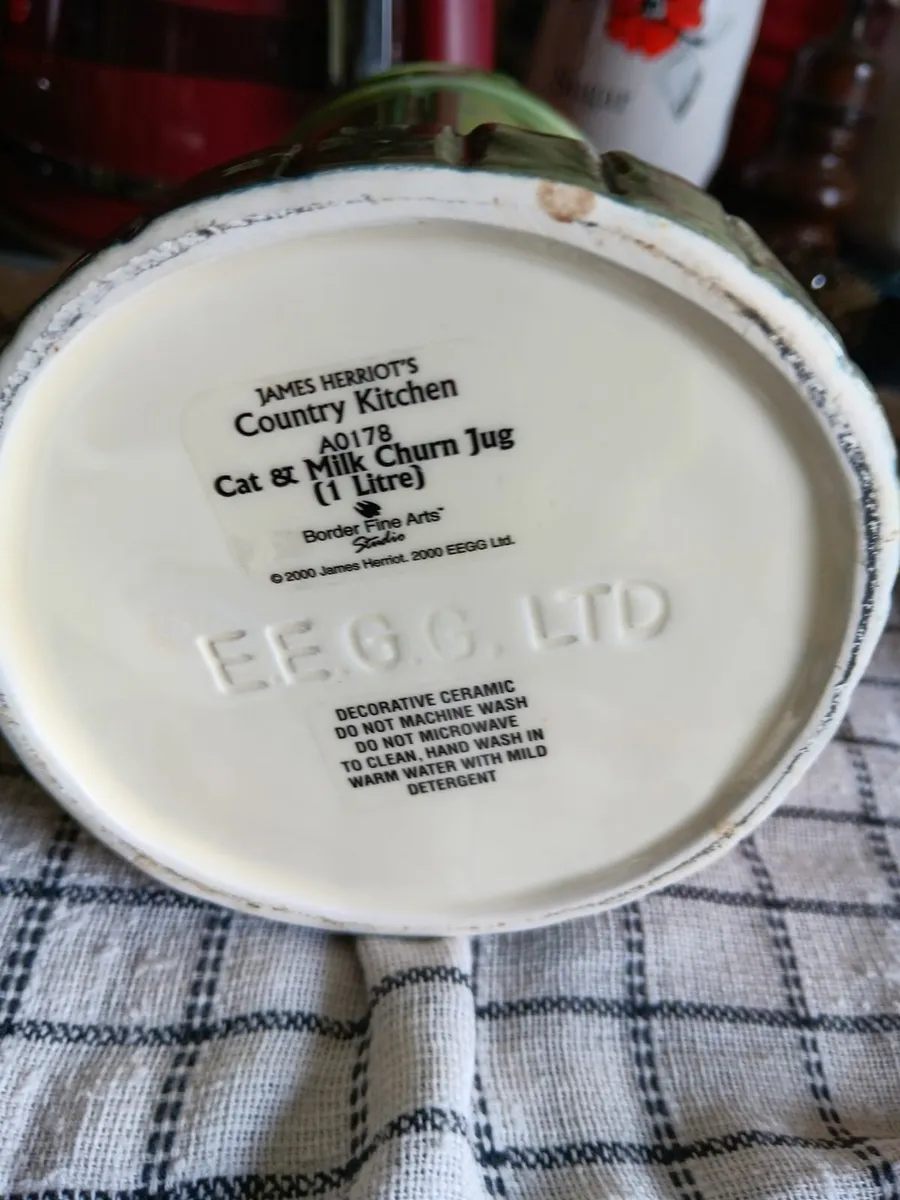 JAMES HERRIOT'S
Country Kitchen
A0178
Cat & Milk Churn Jug
(1 Litre)
Border Fine Arts™
Studio
© 2000 James Herriot. 2000 EEGG Ltd.
E.E.G.G. LTD
DECORATIVE CERAMIC
DO NOT MACHINE WASH
DO NOT MICROWAVE
TO CLEAN, HAND WASH IN
WARM WATER WITH MILD
DETERGENT